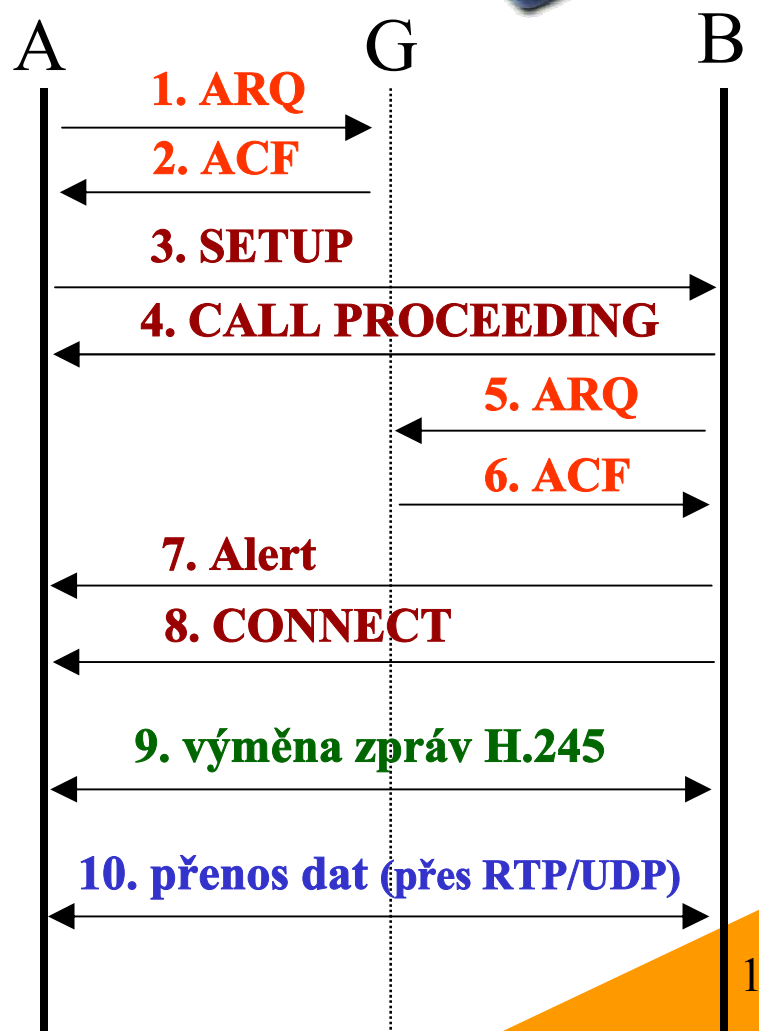 A G B
1. ARQ
2. ACF
3. SETUP
4. CALL PROCEEDING
5. ARQ
6. ACF
7. Alert
8. CONNECT
9. výměna zpráv H.245
10. přenos dat (přes RTP/UDP)
1